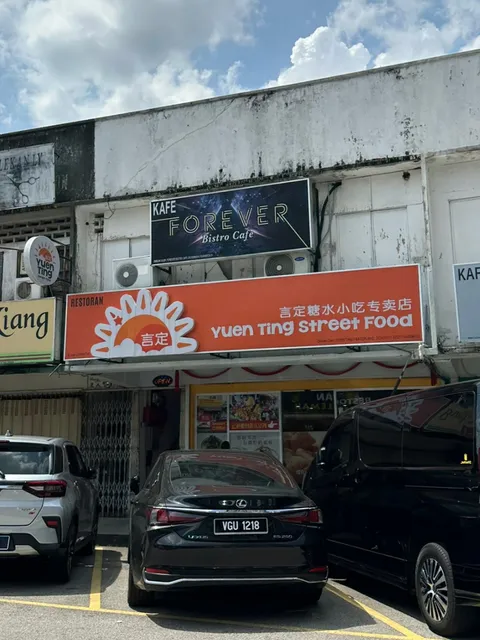 KAFE
FOREVER
Bistro Cafe
Yuen
Ting
KAF
iang
RESTORAN
言定
言定糖水小吃专卖店
Yuen Ting Street Food
VGU 1218